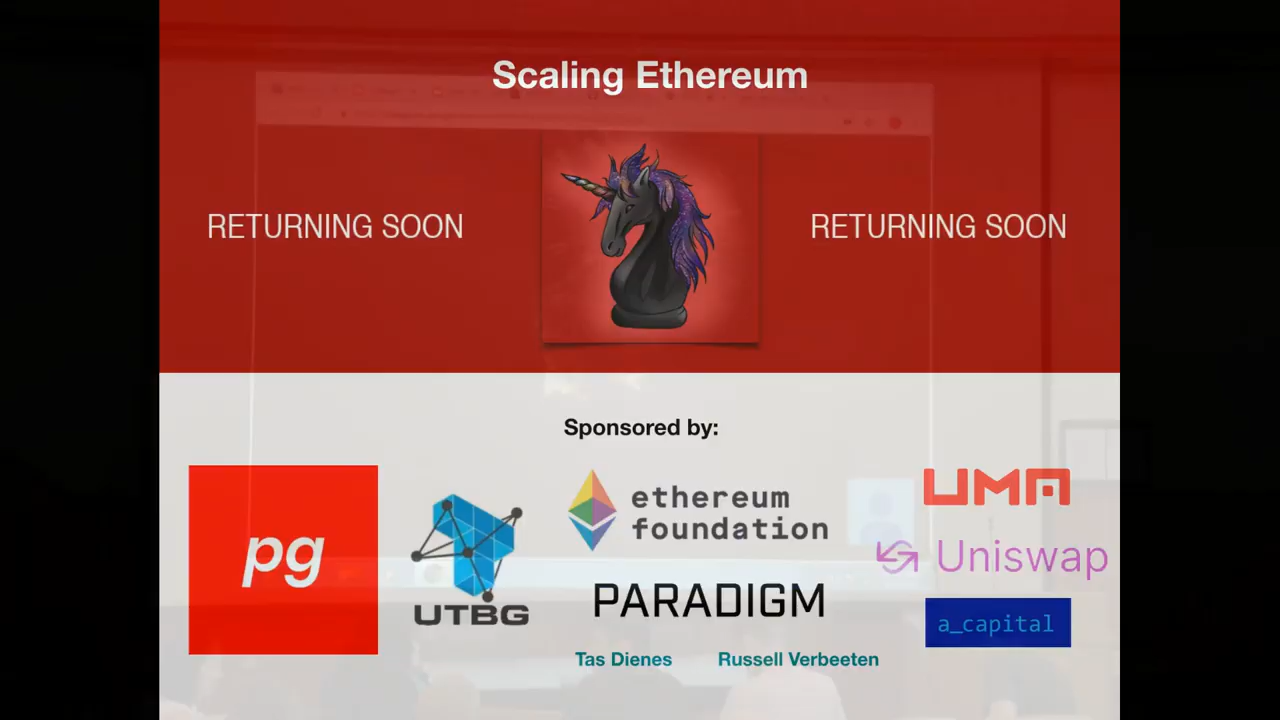 Scaling Ethereum
RETURNING SOON
RETURNING SOON
Sponsored by:
pg
UTBG
ethereum
foundation
PARADIGM
Tas Dienes
Russell Verbeeten
UMA
Uniswap
a_capital